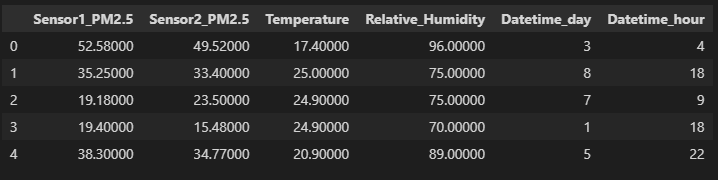 Sensor1_PM2.5 Sensor2_PM2.5 Temperature Relative_Humidity Datetime_day Datetime_hour
0 52.58000 49.52000 17.40000 96.00000 3 4
1 35.25000 33.40000 25.00000 75.00000 8 18
2 19.18000 23.50000 24.90000 75.00000 7 9
3 19.40000 15.48000 24.90000 70.00000 1 18
4 38.30000 34.77000 20.90000 89.00000 5 22